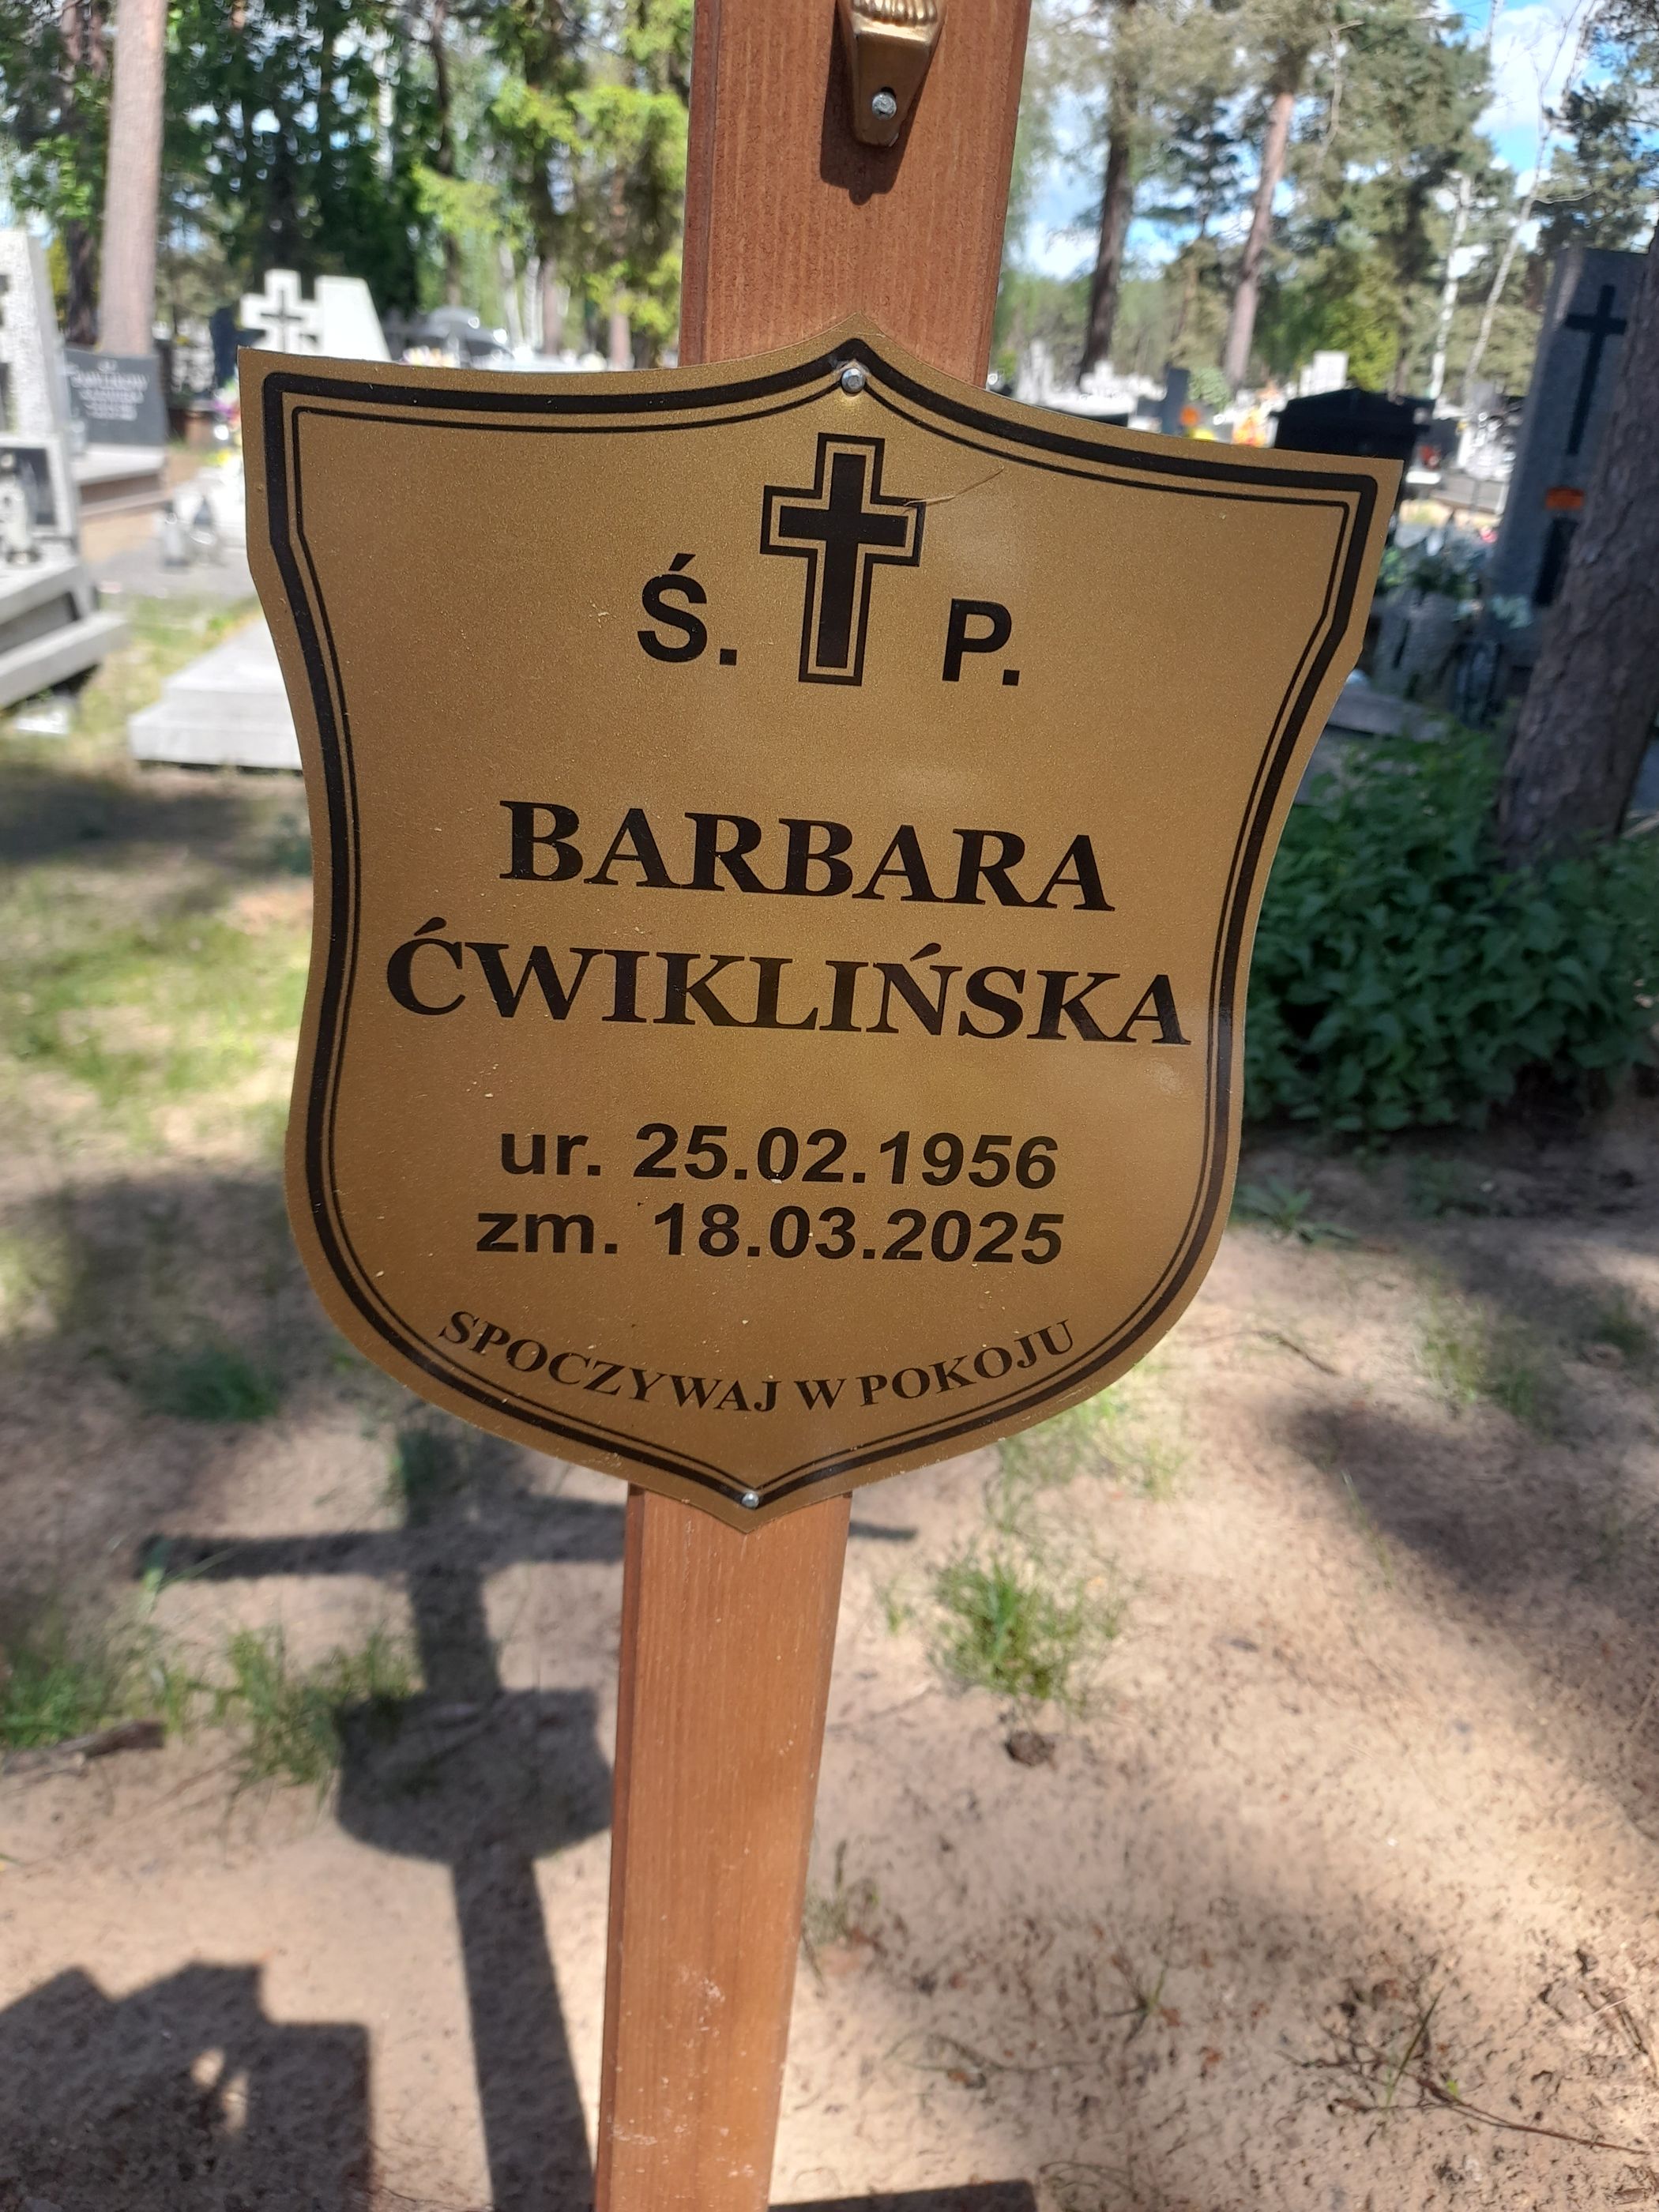 Ś. P.
BARBARA
ĆWIKLIŃSKA
ur. 25.02.1956
zm. 18.03.2025
SPOCZYWAJ W POKOJU